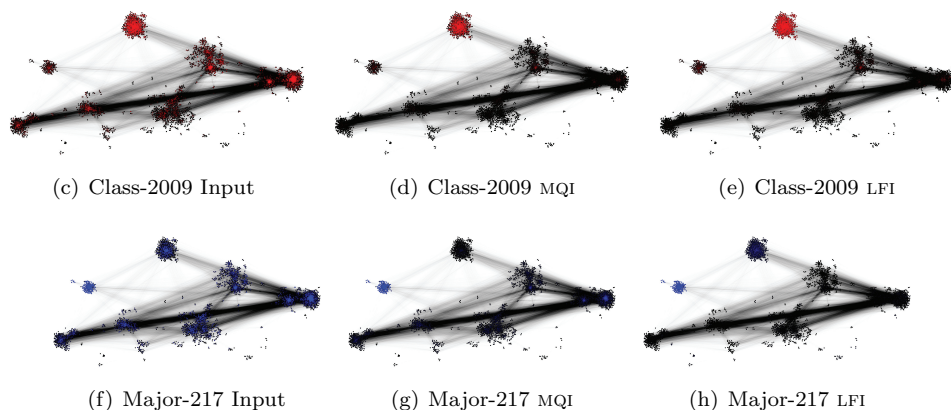 (c) Class-2009 Input
(d) Class-2009 MQI
(e) Class-2009 LFI
(f) Major-217 Input
(g) Major-217 MQI
(h) Major-217 LFI